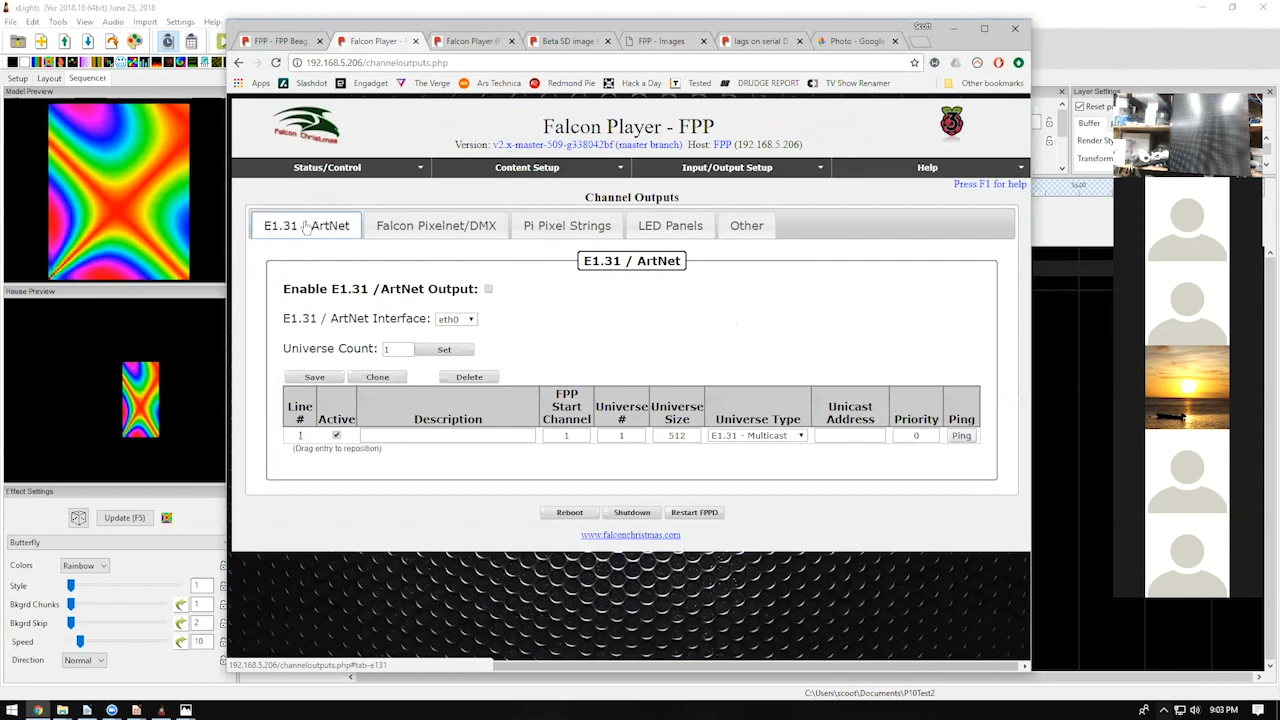 xLights (Ver 2018.18 64bit) June 25, 2018
File Edit Tools View Audio Import Settings Help
Setup Layout Sequencer
Model Preview
House Preview
Effect Settings
Update (F5)
Butterfly
Colors Rainbow
Style 1
Bkgrd Chunks 1
Bkgrd Skip 2
Speed 10
Direction Normal
Scott
FPP - FPP Beag
Falcon Player -
Falcon Player (F
Beta SD image
FPP - Images
lags on serial D
Photo - Google
192.168.5.206/channeloutputs.php
Apps Slashdot Engadget The Verge Ars Technica Redmond Pie Hack a Day Tested DRUDGE REPORT TV Show Renamer Other bookmarks
Falcon Christmas
Falcon Player - FPP
Version: v2.x-master-509-g338042bf (master branch) Host: FPP (192.168.5.206)
Status/Control Content Setup Input/Output Setup Help
Press F1 for help
Channel Outputs
E1.31 / ArtNet Falcon Pixelnet/DMX Pi Pixel Strings LED Panels Other
E1.31 / ArtNet
Enable E1.31 /ArtNet Output:
E1.31 / ArtNet Interface: eth0
Universe Count: 1 Set
Save Clone Delete
Line # Active Description FPP Start Channel Universe # Universe Size Universe Type Unicast Address Priority Ping
1 1 1 512 E1.31 - Multicast 0 Ping
(Drag entry to reposition)
Reboot Shutdown Restart FPPD
www.falconchristmas.com
192.168.5.206/channeloutputs.php#tab-e131
Layer Settings
Reset p
Buffer
Render Sty
Transform
C:\Users\scoot\Documents\P10Test2
9:03 PM